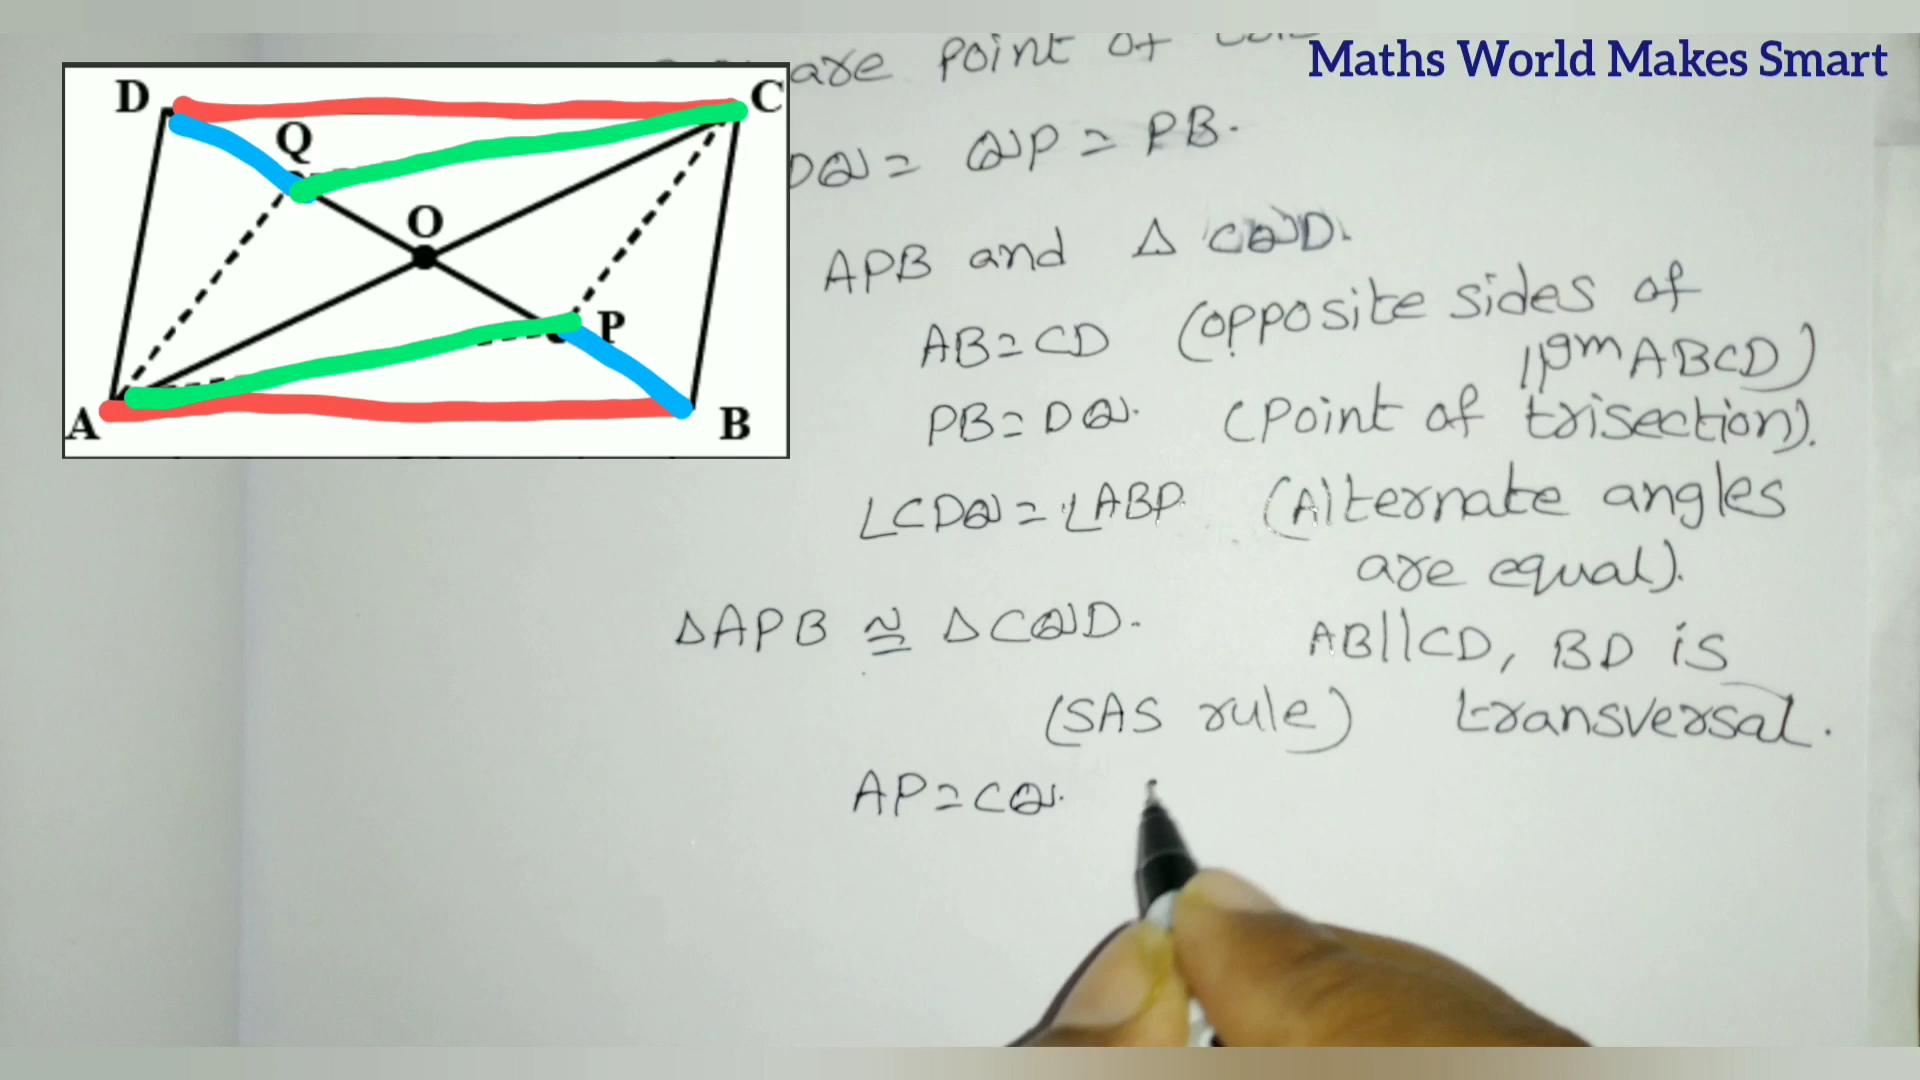 Maths World Makes Smart
are point of
D C
Q
O
P
A B
DQ = QP = PB.
APB and △ CQD.
AB = CD (opposite sides of
||gm ABCD)
PB = DQ. (point of trisection).
∠CDQ = ∠ABP. (Alternate angles
are equal).
△APB ≅ △CQD. AB||CD, BD is
(SAS rule) transversal.
AP = CQ.